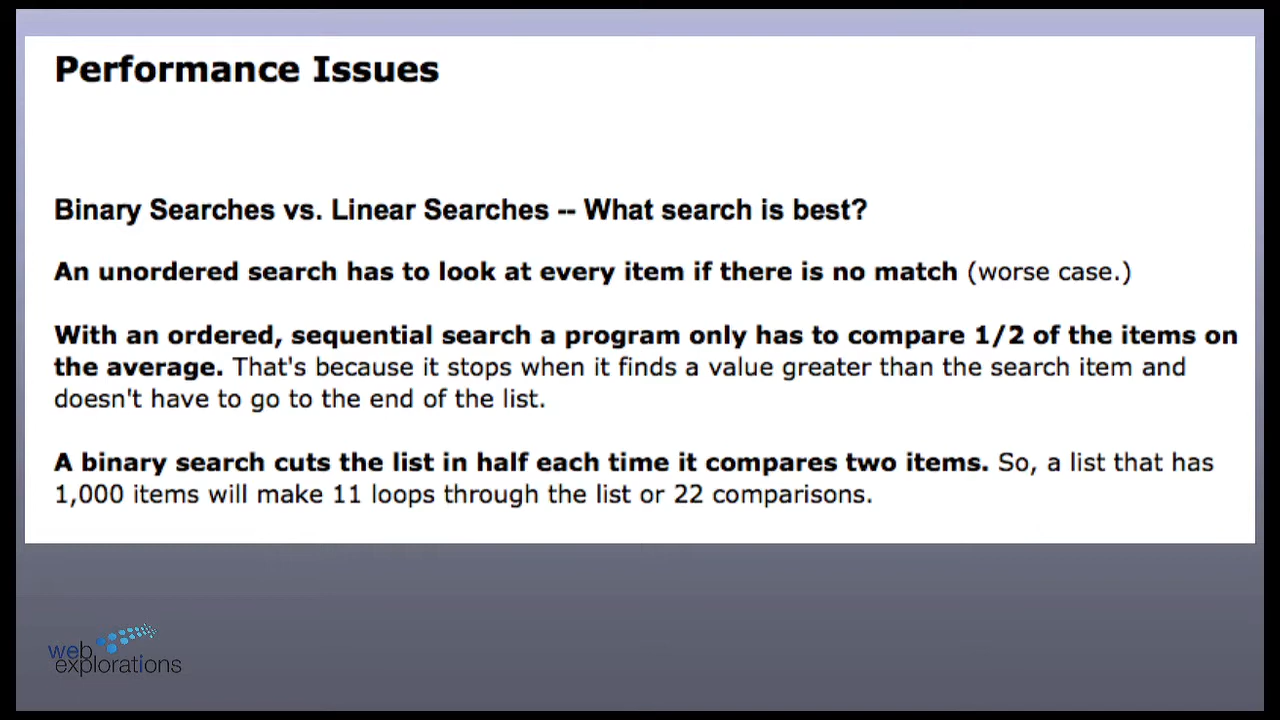 Performance Issues
Binary Searches vs. Linear Searches -- What search is best?
An unordered search has to look at every item if there is no match (worse case.)
With an ordered, sequential search a program only has to compare 1/2 of the items on
the average. That's because it stops when it finds a value greater than the search item and
doesn't have to go to the end of the list.
A binary search cuts the list in half each time it compares two items. So, a list that has
1,000 items will make 11 loops through the list or 22 comparisons.
web
explorations